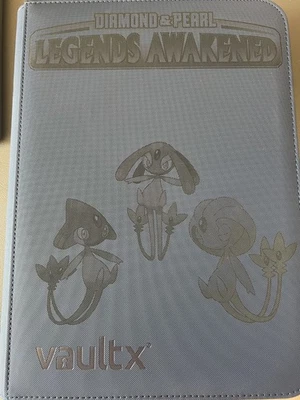 DIAMOND & PEARL
LEGENDS AWAKENED
vaultx